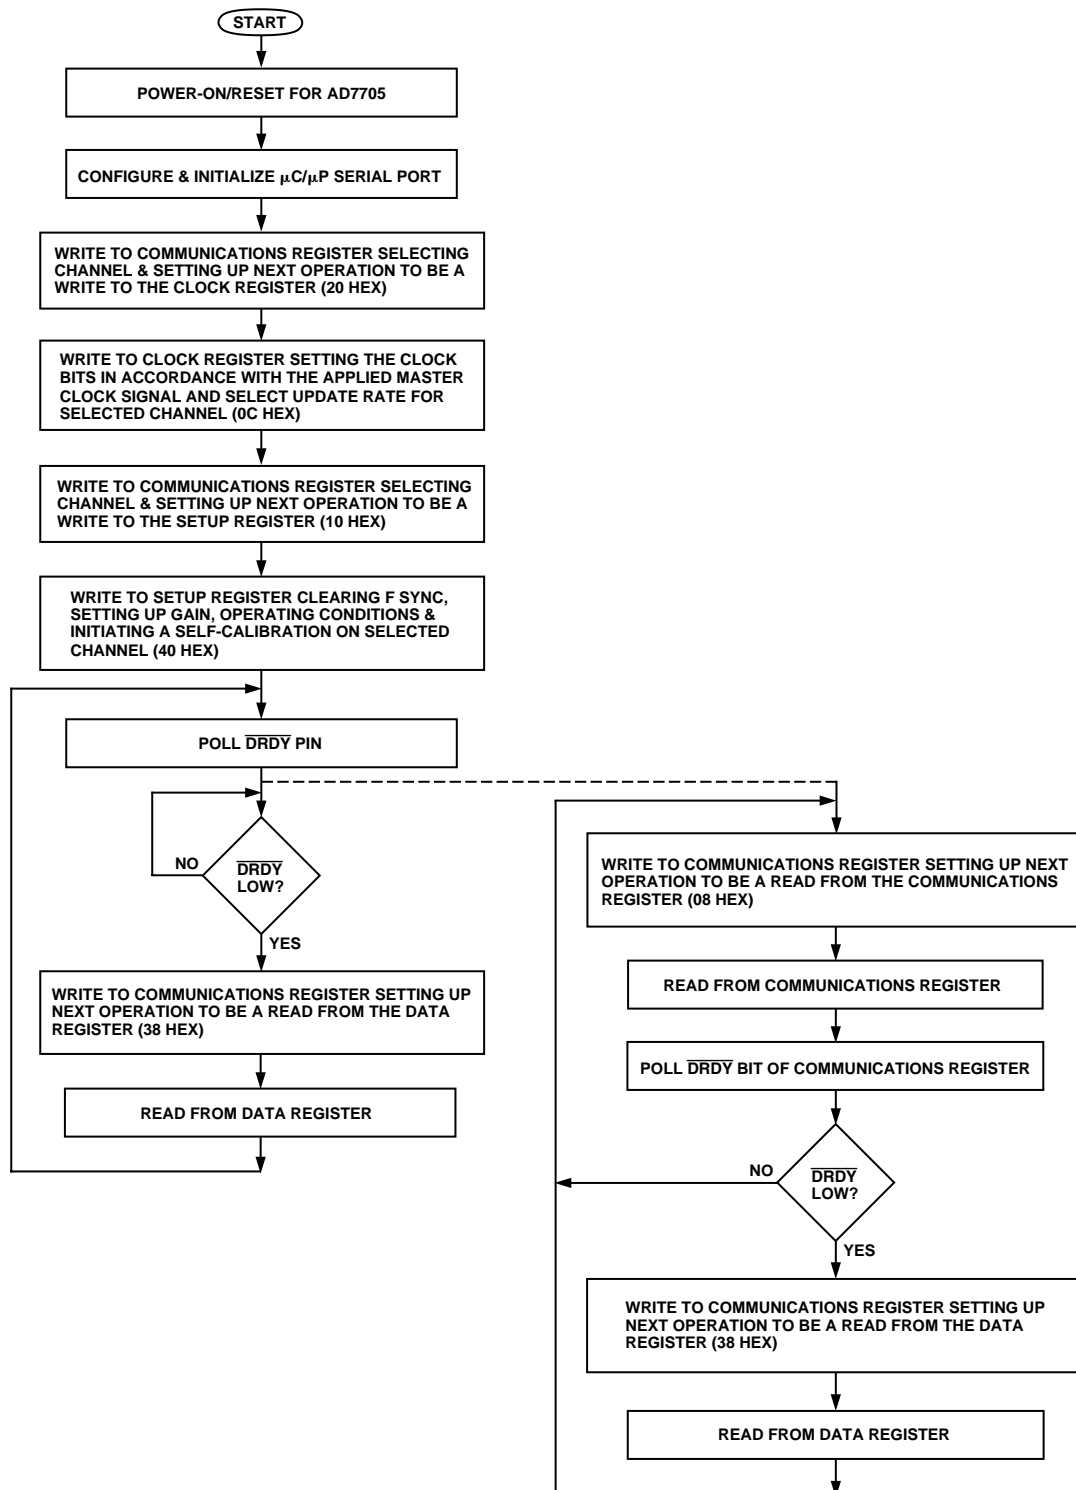 START
POWER-ON/RESET FOR AD7705
CONFIGURE & INITIALIZE μC/μP SERIAL PORT
WRITE TO COMMUNICATIONS REGISTER SELECTING
CHANNEL & SETTING UP NEXT OPERATION TO BE A
WRITE TO THE CLOCK REGISTER (20 HEX)
WRITE TO CLOCK REGISTER SETTING THE CLOCK
BITS IN ACCORDANCE WITH THE APPLIED MASTER
CLOCK SIGNAL AND SELECT UPDATE RATE FOR
SELECTED CHANNEL (0C HEX)
WRITE TO COMMUNICATIONS REGISTER SELECTING
CHANNEL & SETTING UP NEXT OPERATION TO BE A
WRITE TO THE SETUP REGISTER (10 HEX)
WRITE TO SETUP REGISTER CLEARING F SYNC,
SETTING UP GAIN, OPERATING CONDITIONS &
INITIATING A SELF-CALIBRATION ON SELECTED
CHANNEL (40 HEX)
POLL D̅R̅D̅Y̅ PIN
NO
D̅R̅D̅Y̅
LOW?
YES
WRITE TO COMMUNICATIONS REGISTER SETTING UP
NEXT OPERATION TO BE A READ FROM THE DATA
REGISTER (38 HEX)
READ FROM DATA REGISTER
WRITE TO COMMUNICATIONS REGISTER SETTING UP NEXT
OPERATION TO BE A READ FROM THE COMMUNICATIONS
REGISTER (08 HEX)
READ FROM COMMUNICATIONS REGISTER
POLL D̅R̅D̅Y̅ BIT OF COMMUNICATIONS REGISTER
NO
D̅R̅D̅Y̅
LOW?
YES
WRITE TO COMMUNICATIONS REGISTER SETTING UP
NEXT OPERATION TO BE A READ FROM THE DATA
REGISTER (38 HEX)
READ FROM DATA REGISTER